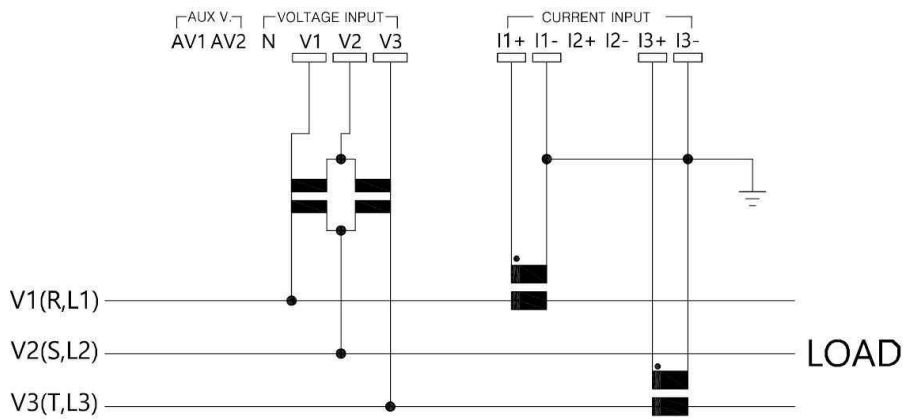 AUX V. VOLTAGE INPUT CURRENT INPUT
AV1 AV2 N V1 V2 V3 I1+ I1- I2+ I2- I3+ I3-
V1(R,L1)
V2(S,L2) LOAD
V3(T,L3)